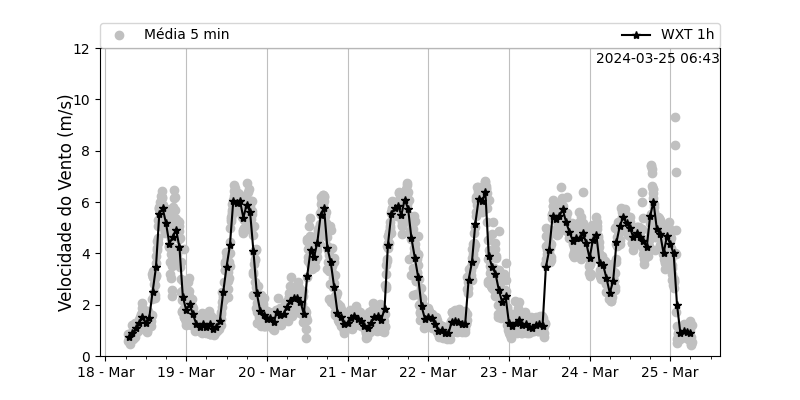 Média 5 min
WXT 1h
2024-03-25 06:43
Velocidade do Vento (m/s)
12
10
8
6
4
2
0
18 - Mar 19 - Mar 20 - Mar 21 - Mar 22 - Mar 23 - Mar 24 - Mar 25 - Mar